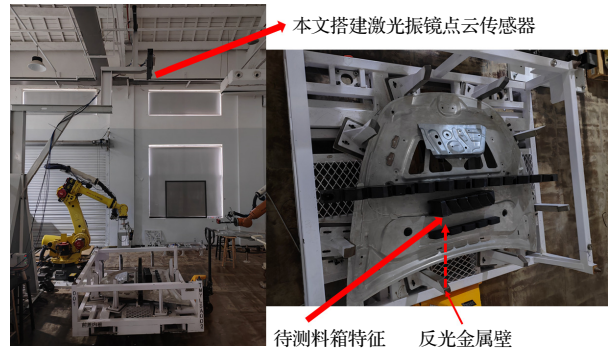 本文搭建激光振镜点云传感器
待测料箱特征
反光金属壁